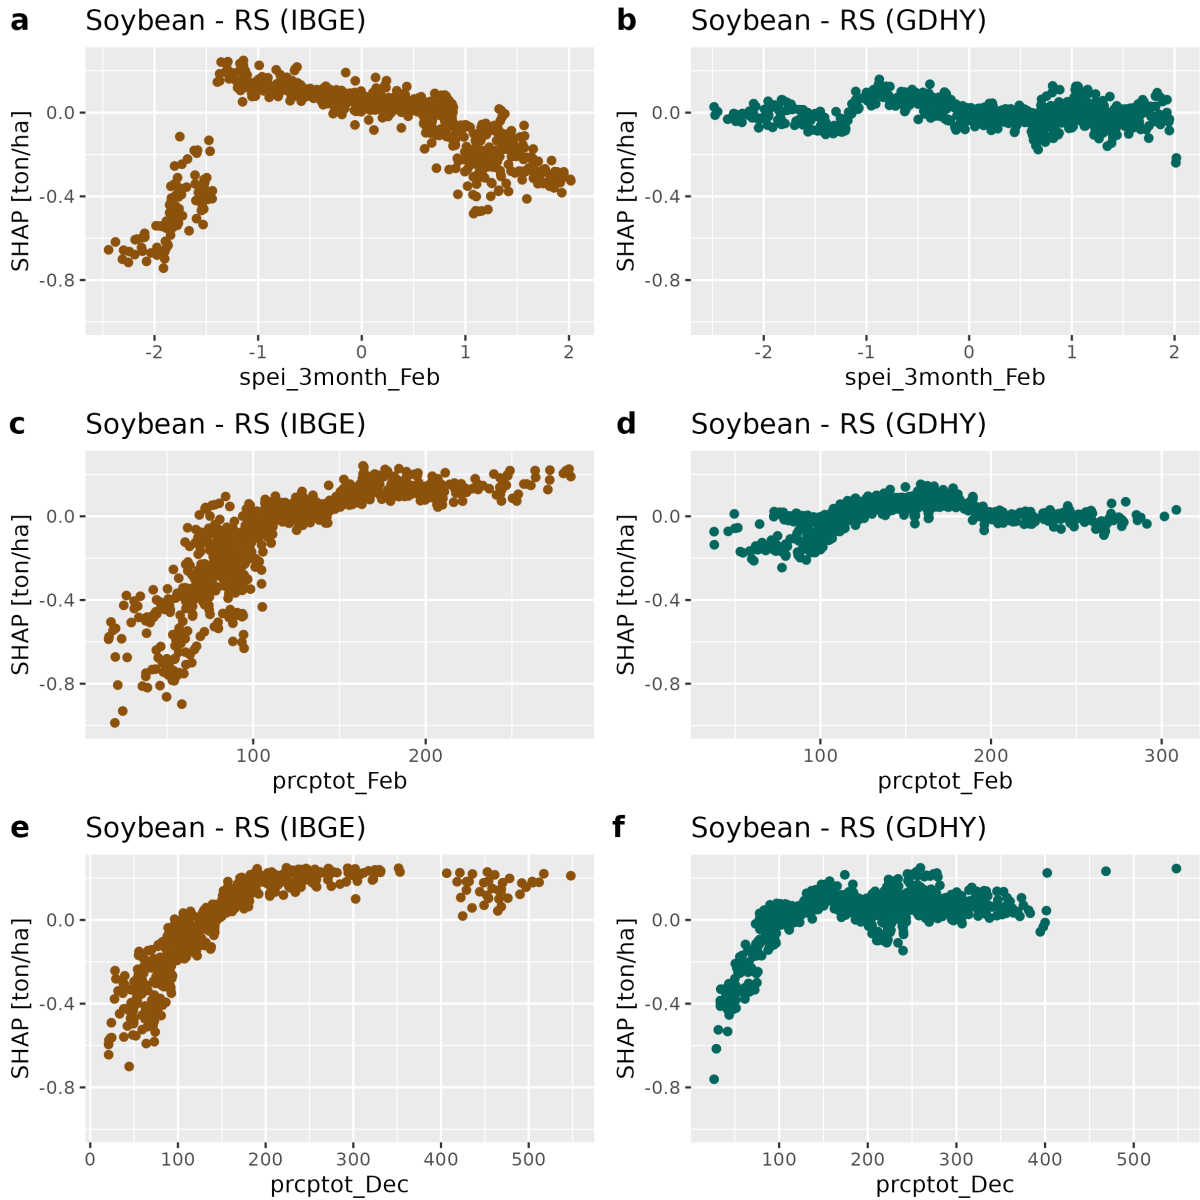 a Soybean - RS (IBGE)
SHAP [ton/ha]
0.0
-0.4
-0.8
-2 -1 0 1 2
spei_3month_Feb
b Soybean - RS (GDHY)
SHAP [ton/ha]
0.0
-0.4
-0.8
-2 -1 0 1 2
spei_3month_Feb
c Soybean - RS (IBGE)
SHAP [ton/ha]
0.0
-0.4
-0.8
100 200
prcptot_Feb
d Soybean - RS (GDHY)
SHAP [ton/ha]
0.0
-0.4
-0.8
100 200 300
prcptot_Feb
e Soybean - RS (IBGE)
SHAP [ton/ha]
0.0
-0.4
-0.8
0 100 200 300 400 500
prcptot_Dec
f Soybean - RS (GDHY)
SHAP [ton/ha]
0.0
-0.4
-0.8
100 200 300 400 500
prcptot_Dec